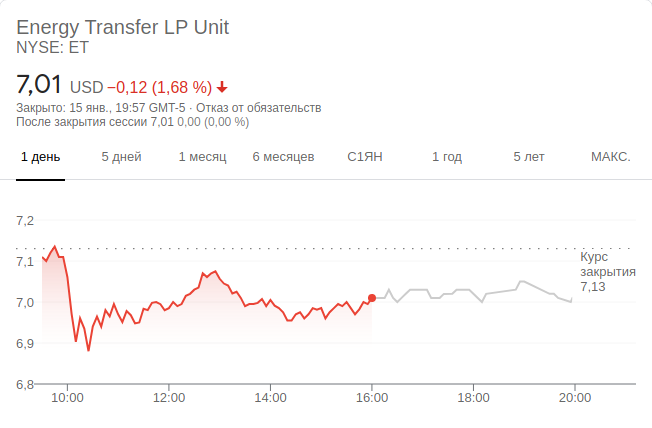 Energy Transfer LP Unit
NYSE: ET
7,01 USD −0,12 (1,68 %)
Закрыто: 15 янв., 19:57 GMT-5 · Отказ от обязательств
После закрытия сессии 7,01 0,00 (0,00 %)
1 день 5 дней 1 месяц 6 месяцев С1ЯН 1 год 5 лет МАКС.
7,2
7,1
7,0
6,9
6,8
Курс
закрытия
7,13
10:00 12:00 14:00 16:00 18:00 20:00